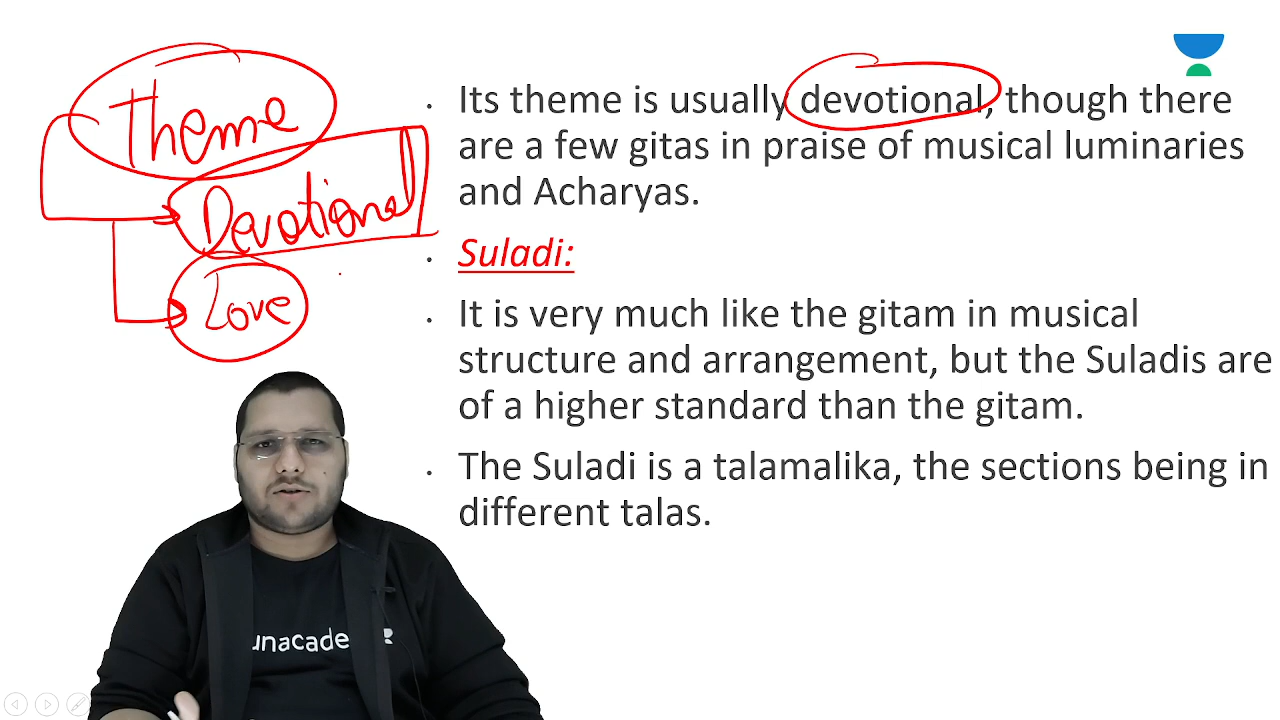 Theme
Devotional
Love
Its theme is usually devotional, though there
are a few gitas in praise of musical luminaries
and Acharyas.
Suladi:
It is very much like the gitam in musical
structure and arrangement, but the Suladis are
of a higher standard than the gitam.
The Suladi is a talamalika, the sections being in
different talas.
unacade